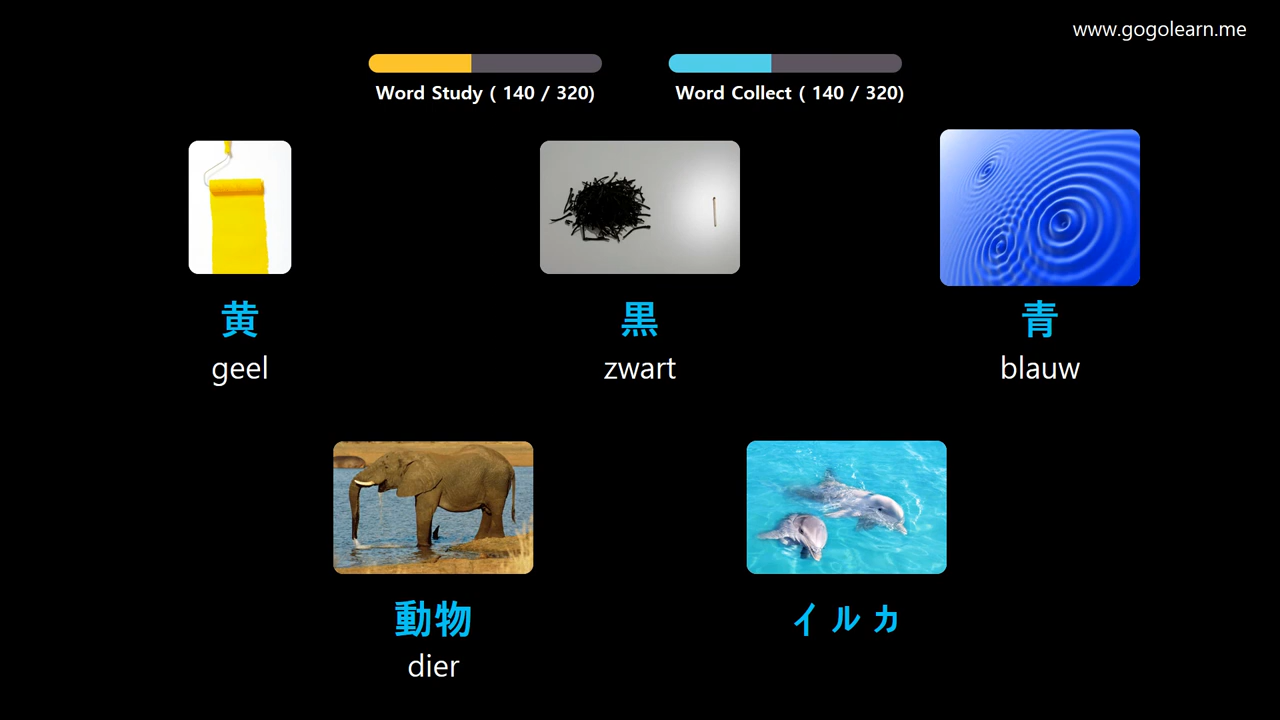 www.gogolearn.me
Word Study ( 140 / 320)
Word Collect ( 140 / 320)
黄
geel
黒
zwart
青
blauw
動物
dier
イルカ